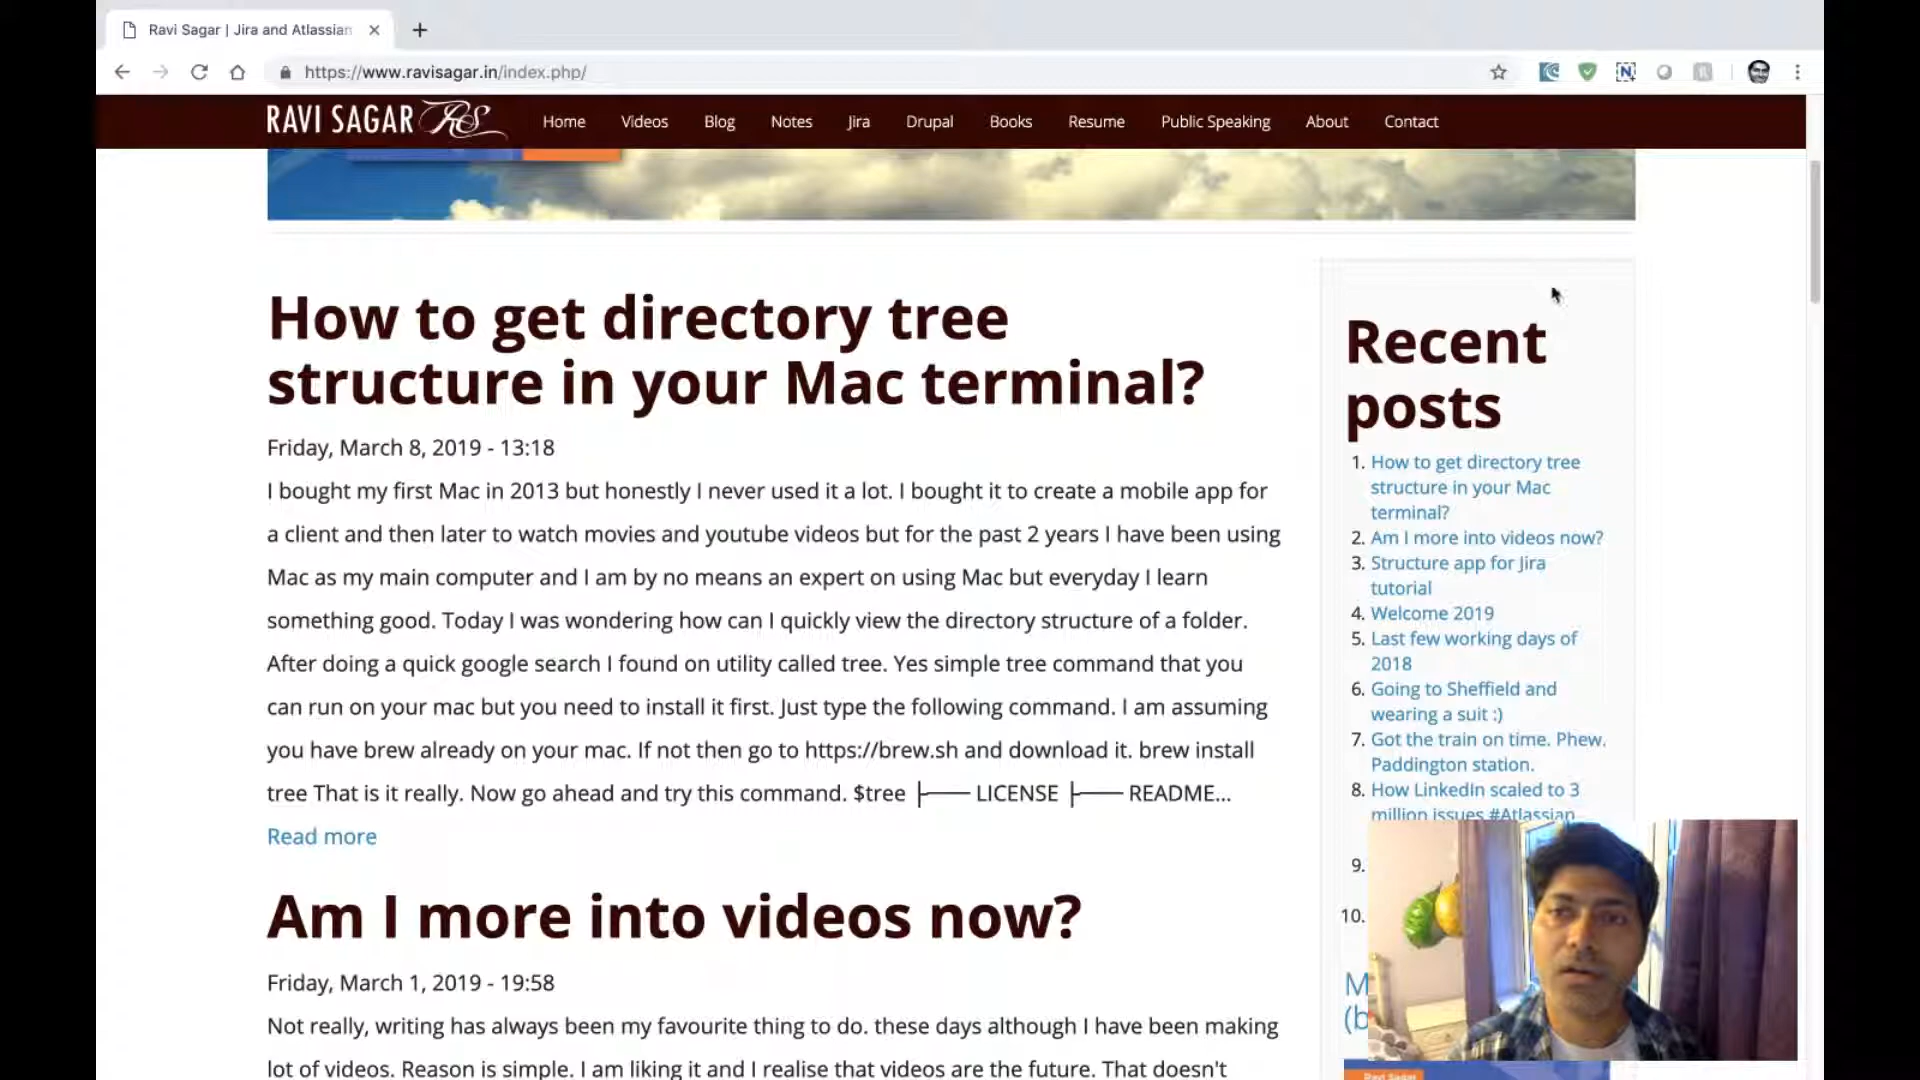 Ravi Sagar | Jira and Atlassian
https://www.ravisagar.in/index.php/
RAVI SAGAR RS
Home Videos Blog Notes Jira Drupal Books Resume Public Speaking About Contact
How to get directory tree
structure in your Mac terminal?
Friday, March 8, 2019 - 13:18
I bought my first Mac in 2013 but honestly I never used it a lot. I bought it to create a mobile app for
a client and then later to watch movies and youtube videos but for the past 2 years I have been using
Mac as my main computer and I am by no means an expert on using Mac but everyday I learn
something good. Today I was wondering how can I quickly view the directory structure of a folder.
After doing a quick google search I found on utility called tree. Yes simple tree command that you
can run on your mac but you need to install it first. Just type the following command. I am assuming
you have brew already on your mac. If not then go to https://brew.sh and download it. brew install
tree That is it really. Now go ahead and try this command. $tree ├── LICENSE ├── README...
Read more
Am I more into videos now?
Friday, March 1, 2019 - 19:58
Not really, writing has always been my favourite thing to do. these days although I have been making
lot of videos. Reason is simple. I am liking it and I realise that videos are the future. That doesn't
Recent
posts
1. How to get directory tree
structure in your Mac
terminal?
2. Am I more into videos now?
3. Structure app for Jira
tutorial
4. Welcome 2019
5. Last few working days of
2018
6. Going to Sheffield and
wearing a suit :)
7. Got the train on time. Phew.
Paddington station.
8. How LinkedIn scaled to 3
million issues #Atlassian
9.
10.
M
(b
Ravi Sagar